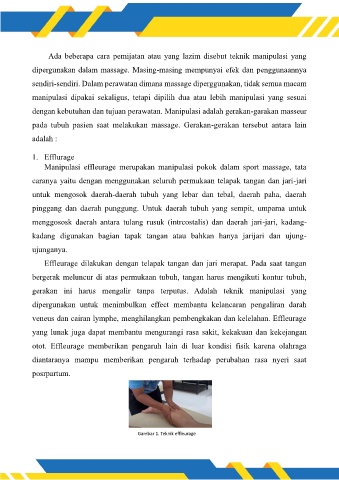 Ada beberapa cara pemijatan atau yang lazim disebut teknik manipulasi yang
dipergunakan dalam massage. Masing-masing mempunyai efek dan penggunaannya
sendiri-sendiri. Dalam perawatan dimana massage diperggunakan, tidak semua macam
manipulasi dipakai sekaligus, tetapi dipilih dua atau lebih manipulasi yang sesuai
dengan kebutuhan dan tujuan perawatan. Manipulasi adalah gerakan-garakan masseur
pada tubuh pasien saat melakukan massage. Gerakan-gerakan tersebut antara lain
adalah :
1. Efflurage
Manipulasi effleurage merupakan manipulasi pokok dalam sport massage, tata
caranya yaitu dengan menggunakan seluruh permukaan telapak tangan dan jari-jari
untuk mengosok daerah-daerah tubuh yang lebar dan tebal, daerah paha, daerah
pinggang dan daerah punggung. Untuk daerah tubuh yang sempit, umpama untuk
menggososk daerah antara tulang rusuk (intrcostalis) dan daerah jari-jari, kadang-
kadang digunakan bagian tapak tangan atau bahkan hanya jarijari dan ujung-
ujunganya.
Effleurage dilakukan dengan telapak tangan dan jari merapat. Pada saat tangan
bergerak meluncur di atas permukaan tubuh, tangan harus mengikuti kontur tubuh,
gerakan ini harus mengalir tanpa terputus. Adalah teknik manipulasi yang
dipergunakan untuk menimbulkan effect membantu kelancaran pengaliran darah
veneus dan cairan lymphe, menghilangkan pembengkakan dan kelelahan. Effleurage
yang lunak juga dapat membantu mengurangi rasa sakit, kekakuan dan kekejangan
otot. Effleurage memberikan pengaruh lain di luar kondisi fisik karena olahraga
diantaranya mampu memberikan pengaruh terhadap perubahan rasa nyeri saat
postpartum.
Gambar 1. Teknik effleurage